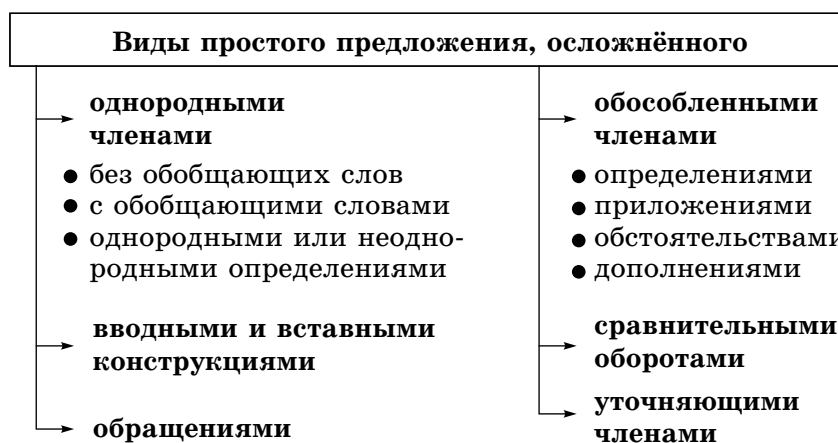 Виды простого предложения, осложнённого
однородными
членами
● без обобщающих слов
● с обобщающими словами
● однородными или неодно-
родными определениями
вводными и вставными
конструкциями
обращениями
обособленными
членами
● определениями
● приложениями
● обстоятельствами
● дополнениями
сравнительными
оборотами
уточняющими
членами